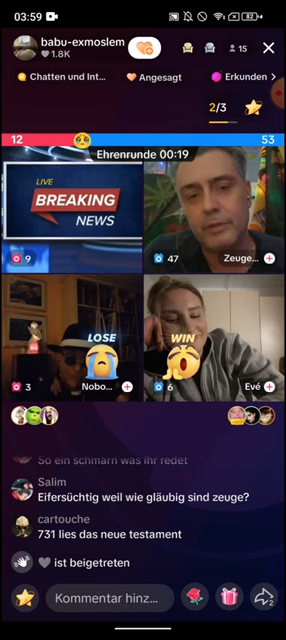 03:59
82
babu-exmoslem
1.8K
15
Chatten und Int...
Angesagt
Erkunden
2/3
12
53
Ehrenrunde 00:19
LIVE
BREAKING
NEWS
9
47
Zeuge...
LOSE
WIN
3
Nobo...
6
Evé
So ein schmarn was ihr redet
Salim
Eifersüchtig weil wie gläubig sind zeuge?
cartouche
731 lies das neue testament
ist beigetreten
Kommentar hinz...
2